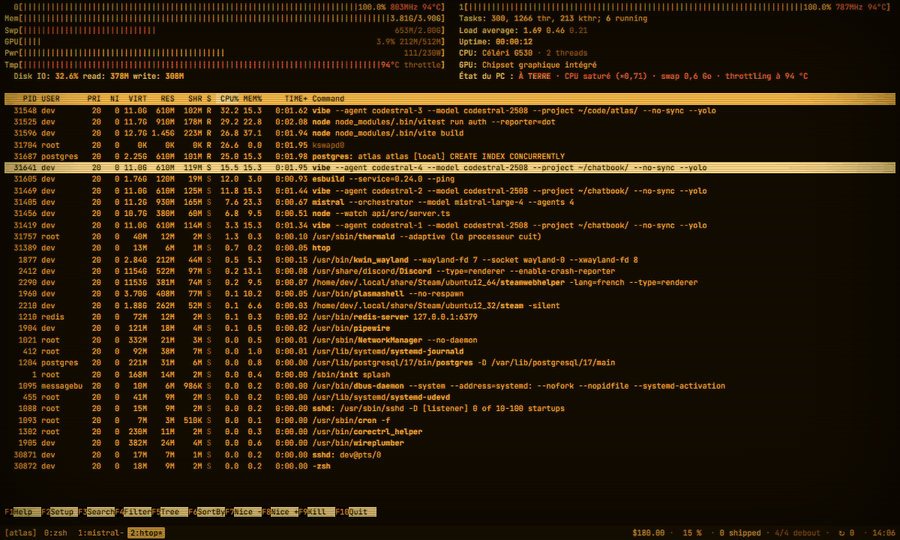 0[100.0% 803MHz 94°C] 1[100.0% 787MHz 94°C]
Mem[3.81G/3.90G] Tasks: 300, 1266 thr, 213 kthr; 6 running
Swp[653M/2.00G] Load average: 1.69 0.46 0.21
GPU[3.9% 212M/512M] Uptime: 00:00:12
Pwr[111/230W] CPU: Céléri G530 · 2 threads
Tmp[94°C throttle] GPU: Chipset graphique intégré
Disk IO: 32.6% read: 378M write: 308M État du PC : À TERRE · CPU saturé (×0,71) · swap 0,6 Go · throttling à 94 °C
PID USER PRI NI VIRT RES SHR S CPU% MEM% TIME+ Command
31548 dev 20 0 11.0G 610M 102M R 32.2 15.3 0:01.96 vibe --agent codestral-3 --model codestral-2508 --project ~/code/atlas/ --no-sync --yolo
31525 dev 20 0 11.7G 910M 178M R 29.2 22.8 0:02.08 node node_modules/.bin/vitest run auth --reporter=dot
31596 dev 20 0 12.7G 1.45G 223M R 26.8 37.1 0:01.94 node node_modules/.bin/vite build
31704 root 20 0 0K 0K 0K R 26.6 0.0 0:01.95 kswapd0
31687 postgres 20 0 2.25G 610M 101M R 25.0 15.3 0:01.98 postgres: atlas atlas [local] CREATE INDEX CONCURRENTLY
31641 dev 20 0 11.0G 610M 119M S 15.5 15.3 0:01.95 vibe --agent codestral-4 --model codestral-2508 --project ~/chatbook/ --no-sync --yolo
31605 dev 20 0 1.76G 120M 19M S 12.0 3.0 0:00.93 esbuild --service=0.24.0 --ping
31469 dev 20 0 11.2G 610M 125M S 11.8 15.3 0:01.44 vibe --agent codestral-2 --model codestral-2508 --project ~/chatbook/ --no-sync --yolo
31405 dev 20 0 11.2G 930M 165M S 7.6 23.3 0:00.67 mistral --orchestrator --model mistral-large-4 --agents 4
31456 dev 20 0 10.7G 380M 60M S 6.8 9.5 0:00.51 node --watch api/src/server.ts
31419 dev 20 0 11.0G 610M 114M S 3.3 15.3 0:01.34 vibe --agent codestral-1 --model codestral-2508 --project ~/chatbook/ --no-sync --yolo
31757 root 20 0 40M 12M 2M S 1.3 0.3 0:00.10 /usr/sbin/thermald --adaptive (le processeur cuit)
31389 dev 20 0 13M 6M 1M S 0.7 0.2 0:00.05 htop
1877 dev 20 0 2.84G 212M 44M S 0.5 5.3 0:00.15 /usr/bin/kwin_wayland --wayland-fd 7 --socket wayland-0 --xwayland-fd 8
2412 dev 20 0 1154G 522M 97M S 0.2 13.1 0:00.08 /usr/share/discord/Discord --type=renderer --enable-crash-reporter
2290 dev 20 0 1153G 381M 74M S 0.2 9.5 0:00.07 /home/dev/.local/share/Steam/ubuntu12_64/steamwebhelper -lang=french --type=renderer
1960 dev 20 0 3.70G 408M 77M S 0.1 10.2 0:00.05 /usr/bin/plasmashell --no-respawn
2210 dev 20 0 1.88G 262M 52M S 0.1 6.6 0:00.03 /home/dev/.local/share/Steam/ubuntu12_32/steam -silent
1210 redis 20 0 72M 12M 2M S 0.1 0.3 0:00.02 /usr/bin/redis-server 127.0.0.1:6379
1904 dev 20 0 121M 18M 4M S 0.1 0.5 0:00.02 /usr/bin/pipewire
1021 root 20 0 332M 21M 3M S 0.0 0.5 0:00.01 /usr/sbin/NetworkManager --no-daemon
412 root 20 0 92M 38M 7M S 0.0 1.0 0:00.01 /usr/lib/systemd/systemd-journald
1204 postgres 20 0 221M 31M 6M S 0.0 0.8 0:00.01 /usr/lib/postgresql/17/bin/postgres -D /var/lib/postgresql/17/main
1 root 20 0 168M 14M 2M S 0.0 0.4 0:00.00 /sbin/init splash
1095 messagebu 20 0 10M 6M 986K S 0.0 0.2 0:00.00 /usr/bin/dbus-daemon --system --address=systemd: --nofork --nopidfile --systemd-activation
455 root 20 0 41M 9M 2M S 0.0 0.2 0:00.00 /usr/lib/systemd/systemd-udevd
1088 root 20 0 15M 9M 2M S 0.0 0.2 0:00.00 sshd: /usr/sbin/sshd -D [listener] 0 of 10-100 startups
1093 root 20 0 7M 3M 510K S 0.0 0.1 0:00.00 /usr/sbin/cron -f
1302 root 20 0 230M 11M 2M S 0.0 0.3 0:00.00 /usr/bin/corectrl_helper
1905 dev 20 0 382M 24M 4M S 0.0 0.6 0:00.00 /usr/bin/wireplumber
30871 dev 20 0 17M 7M 1M S 0.0 0.2 0:00.00 sshd: dev@pts/0
30872 dev 20 0 18M 9M 2M S 0.0 0.2 0:00.00 -zsh
F1Help F2Setup F3SearchF4FilterF5Tree F6SortByF7Nice -F8Nice +F9Kill F10Quit
[atlas] 0:zsh 1:mistral- 2:htop* $180.00 · 15 % · 0 shipped · 4/4 debout · ↻ 0 · 14:06